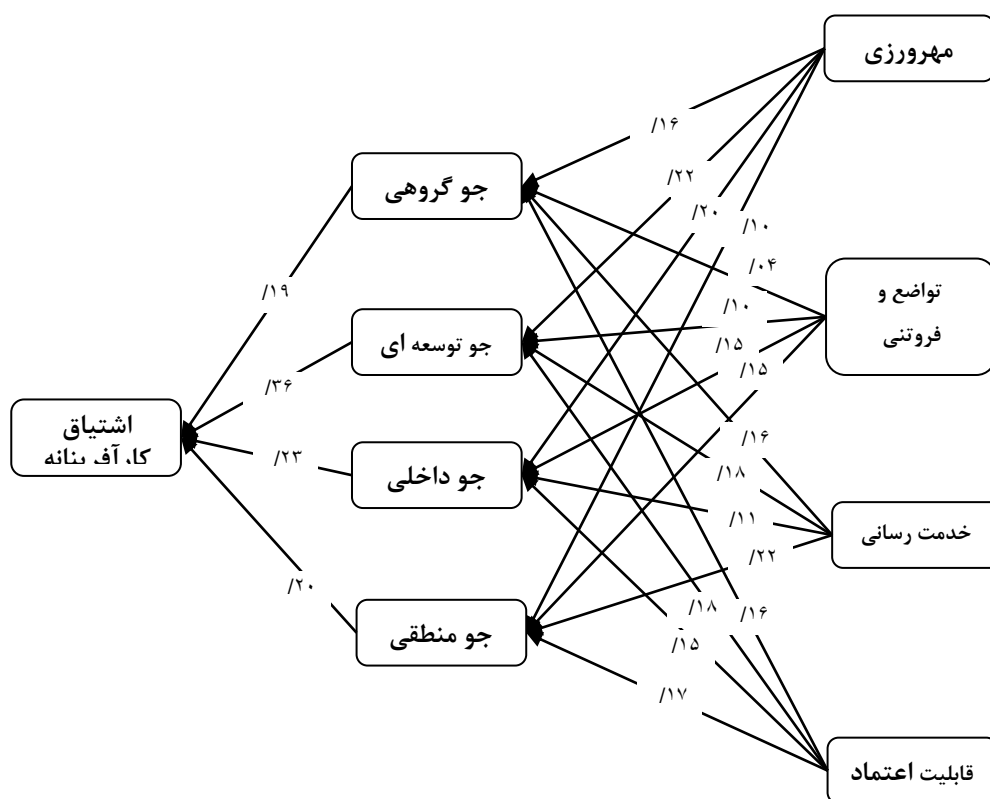 مهرورزی
/۱۶
جو گروهی
/۲۲
/۲۰
/۱۰
/۰۴
تواضع و
فروتنی
/۱۹
/۱۰
جو توسعه ای
/۱۵
/۱۵
/۳۶
اشتیاق
کارآفرینانه
/۱۶
/۲۳
جو داخلی
/۱۸
/۱۱
خدمت رسانی
/۲۲
/۲۰
جو منطقی
/۱۸
/۱۶
/۱۵
/۱۷
قابلیت اعتماد